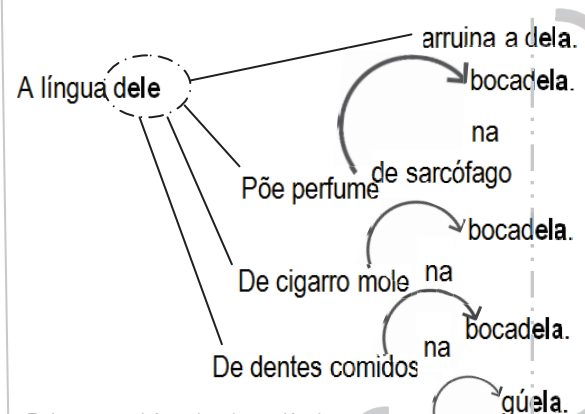 arruina a dela.
A língua dele
bocadela.
na
de sarcófago
Põe perfume
bocadela.
De cigarro mole na
bocadela.
na
De dentes comidos
gúela.